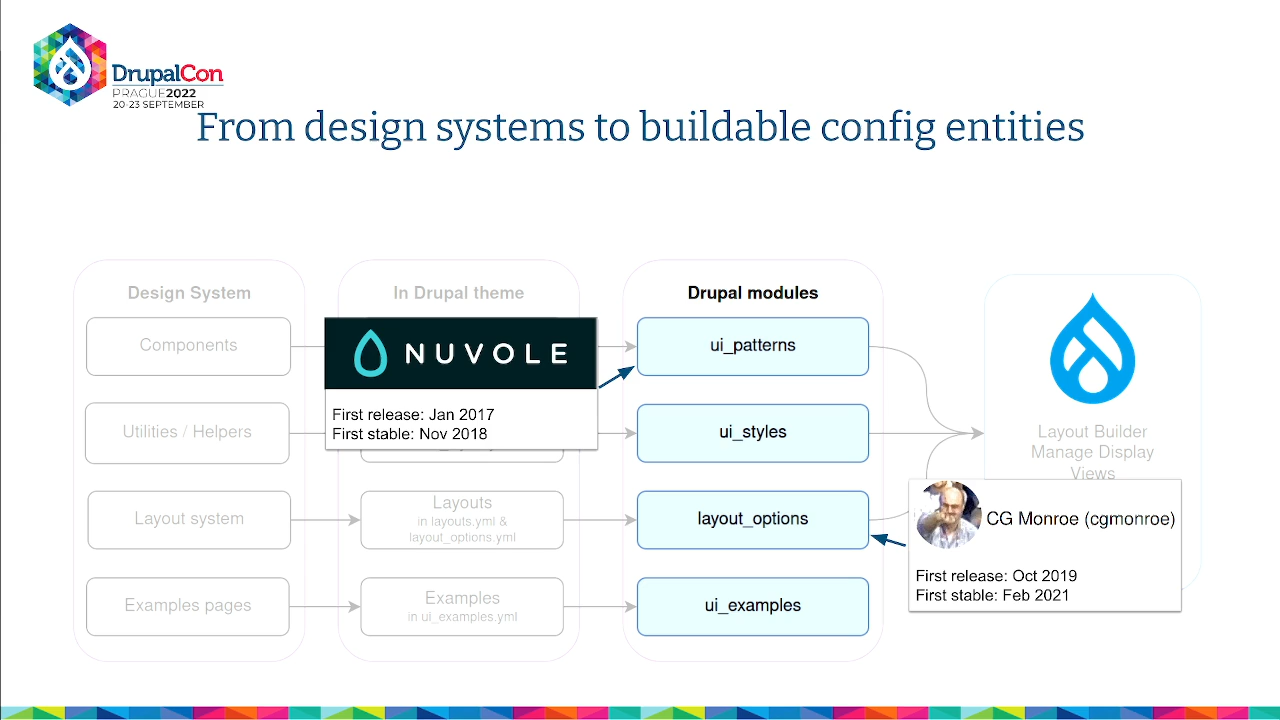 DrupalCon
PRAGUE2022
20-23 SEPTEMBER
From design systems to buildable config entities
Design System
Components
Utilities / Helpers
Layout system
Examples pages
In Drupal theme
NUVOLE
First release: Jan 2017
First stable: Nov 2018
Layouts
in layouts.yml &
layout_options.yml
Examples
in ui_examples.yml
Drupal modules
ui_patterns
ui_styles
layout_options
ui_examples
Layout Builder
Manage Display
Views
CG Monroe (cgmonroe)
First release: Oct 2019
First stable: Feb 2021